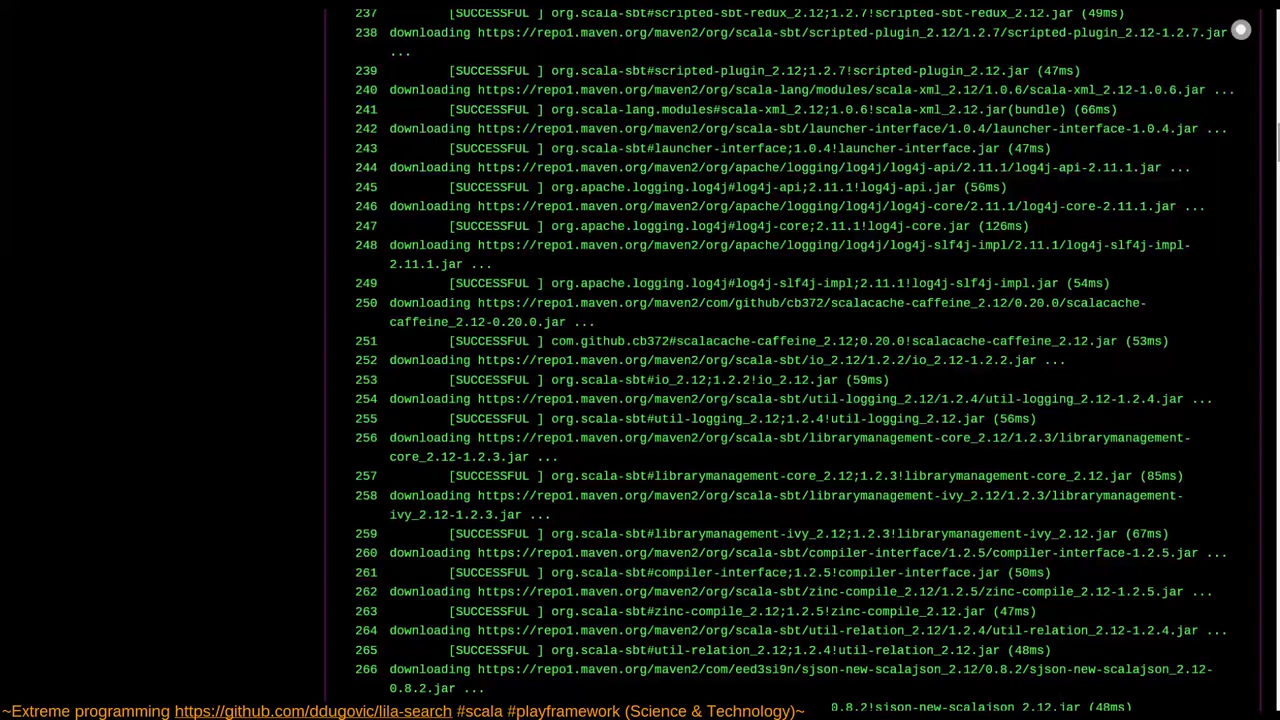 237 [SUCCESSFUL ] org.scala-sbt#scripted-sbt-redux_2.12;1.2.7!scripted-sbt-redux_2.12.jar (49ms)
238 downloading https://repo1.maven.org/maven2/org/scala-sbt/scripted-plugin_2.12/1.2.7/scripted-plugin_2.12-1.2.7.jar
...
239 [SUCCESSFUL ] org.scala-sbt#scripted-plugin_2.12;1.2.7!scripted-plugin_2.12.jar (47ms)
240 downloading https://repo1.maven.org/maven2/org/scala-lang/modules/scala-xml_2.12/1.0.6/scala-xml_2.12-1.0.6.jar ...
241 [SUCCESSFUL ] org.scala-lang.modules#scala-xml_2.12;1.0.6!scala-xml_2.12.jar(bundle) (66ms)
242 downloading https://repo1.maven.org/maven2/org/scala-sbt/launcher-interface/1.0.4/launcher-interface-1.0.4.jar ...
243 [SUCCESSFUL ] org.scala-sbt#launcher-interface;1.0.4!launcher-interface.jar (47ms)
244 downloading https://repo1.maven.org/maven2/org/apache/logging/log4j/log4j-api/2.11.1/log4j-api-2.11.1.jar ...
245 [SUCCESSFUL ] org.apache.logging.log4j#log4j-api;2.11.1!log4j-api.jar (56ms)
246 downloading https://repo1.maven.org/maven2/org/apache/logging/log4j/log4j-core/2.11.1/log4j-core-2.11.1.jar ...
247 [SUCCESSFUL ] org.apache.logging.log4j#log4j-core;2.11.1!log4j-core.jar (126ms)
248 downloading https://repo1.maven.org/maven2/org/apache/logging/log4j/log4j-slf4j-impl/2.11.1/log4j-slf4j-impl-
2.11.1.jar ...
249 [SUCCESSFUL ] org.apache.logging.log4j#log4j-slf4j-impl;2.11.1!log4j-slf4j-impl.jar (54ms)
250 downloading https://repo1.maven.org/maven2/com/github/cb372/scalacache-caffeine_2.12/0.20.0/scalacache-
caffeine_2.12-0.20.0.jar ...
251 [SUCCESSFUL ] com.github.cb372#scalacache-caffeine_2.12;0.20.0!scalacache-caffeine_2.12.jar (53ms)
252 downloading https://repo1.maven.org/maven2/org/scala-sbt/io_2.12/1.2.2/io_2.12-1.2.2.jar ...
253 [SUCCESSFUL ] org.scala-sbt#io_2.12;1.2.2!io_2.12.jar (59ms)
254 downloading https://repo1.maven.org/maven2/org/scala-sbt/util-logging_2.12/1.2.4/util-logging_2.12-1.2.4.jar ...
255 [SUCCESSFUL ] org.scala-sbt#util-logging_2.12;1.2.4!util-logging_2.12.jar (56ms)
256 downloading https://repo1.maven.org/maven2/org/scala-sbt/librarymanagement-core_2.12/1.2.3/librarymanagement-
core_2.12-1.2.3.jar ...
257 [SUCCESSFUL ] org.scala-sbt#librarymanagement-core_2.12;1.2.3!librarymanagement-core_2.12.jar (85ms)
258 downloading https://repo1.maven.org/maven2/org/scala-sbt/librarymanagement-ivy_2.12/1.2.3/librarymanagement-
ivy_2.12-1.2.3.jar ...
259 [SUCCESSFUL ] org.scala-sbt#librarymanagement-ivy_2.12;1.2.3!librarymanagement-ivy_2.12.jar (67ms)
260 downloading https://repo1.maven.org/maven2/org/scala-sbt/compiler-interface/1.2.5/compiler-interface-1.2.5.jar ...
261 [SUCCESSFUL ] org.scala-sbt#compiler-interface;1.2.5!compiler-interface.jar (50ms)
262 downloading https://repo1.maven.org/maven2/org/scala-sbt/zinc-compile_2.12/1.2.5/zinc-compile_2.12-1.2.5.jar ...
263 [SUCCESSFUL ] org.scala-sbt#zinc-compile_2.12;1.2.5!zinc-compile_2.12.jar (47ms)
264 downloading https://repo1.maven.org/maven2/org/scala-sbt/util-relation_2.12/1.2.4/util-relation_2.12-1.2.4.jar ...
265 [SUCCESSFUL ] org.scala-sbt#util-relation_2.12;1.2.4!util-relation_2.12.jar (48ms)
266 downloading https://repo1.maven.org/maven2/com/eed3si9n/sjson-new-scalajson_2.12/0.8.2/sjson-new-scalajson_2.12-
0.8.2.jar ...
0.8.2!sjson-new-scalajson_2.12.jar (48ms)
~Extreme programming https://github.com/ddugovic/lila-search #scala #playframework (Science & Technology)~